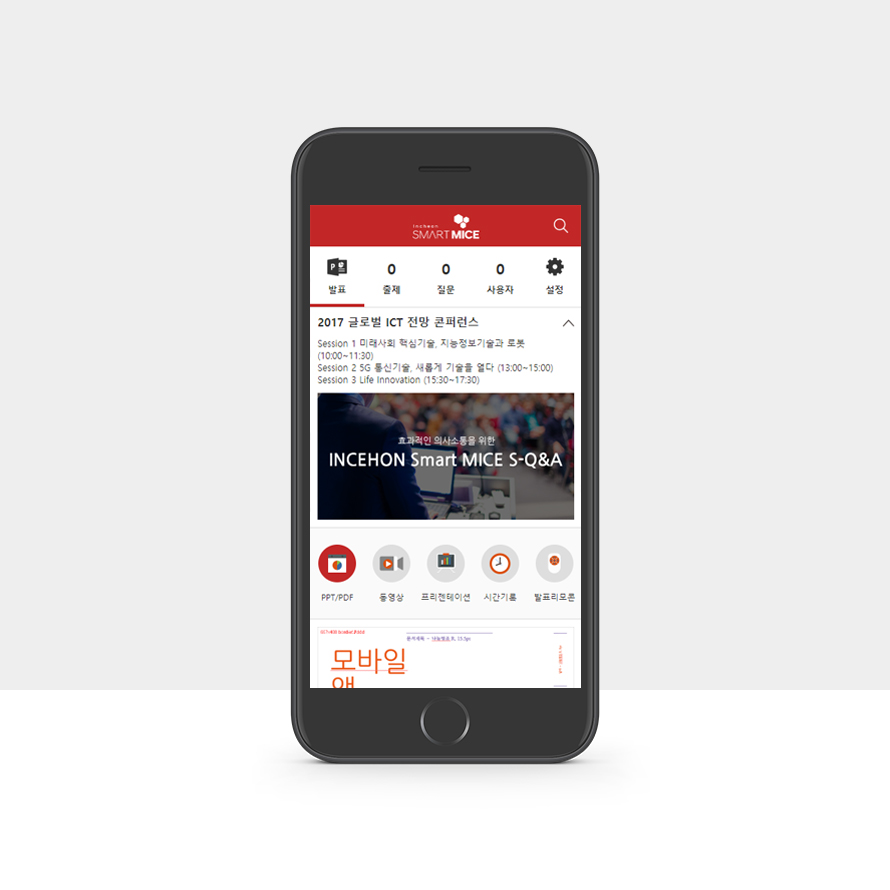 Incheon
SMART MICE
P
발표
0
출제
0
질문
0
사용자
설정
2017 글로벌 ICT 전망 콘퍼런스
Session 1 미래사회 핵심기술, 지능정보기술과 로봇
(10:00~11:30)
Session 2 5G 통신기술, 새롭게 기술을 열다 (13:00~15:00)
Session 3 Life Innovation (15:30~17:30)
효과적인 의사소통을 위한
INCEHON Smart MICE S-Q&A
PPT/PDF
동영상
프리젠테이션
시간기록
발표리모콘
모바일
앱